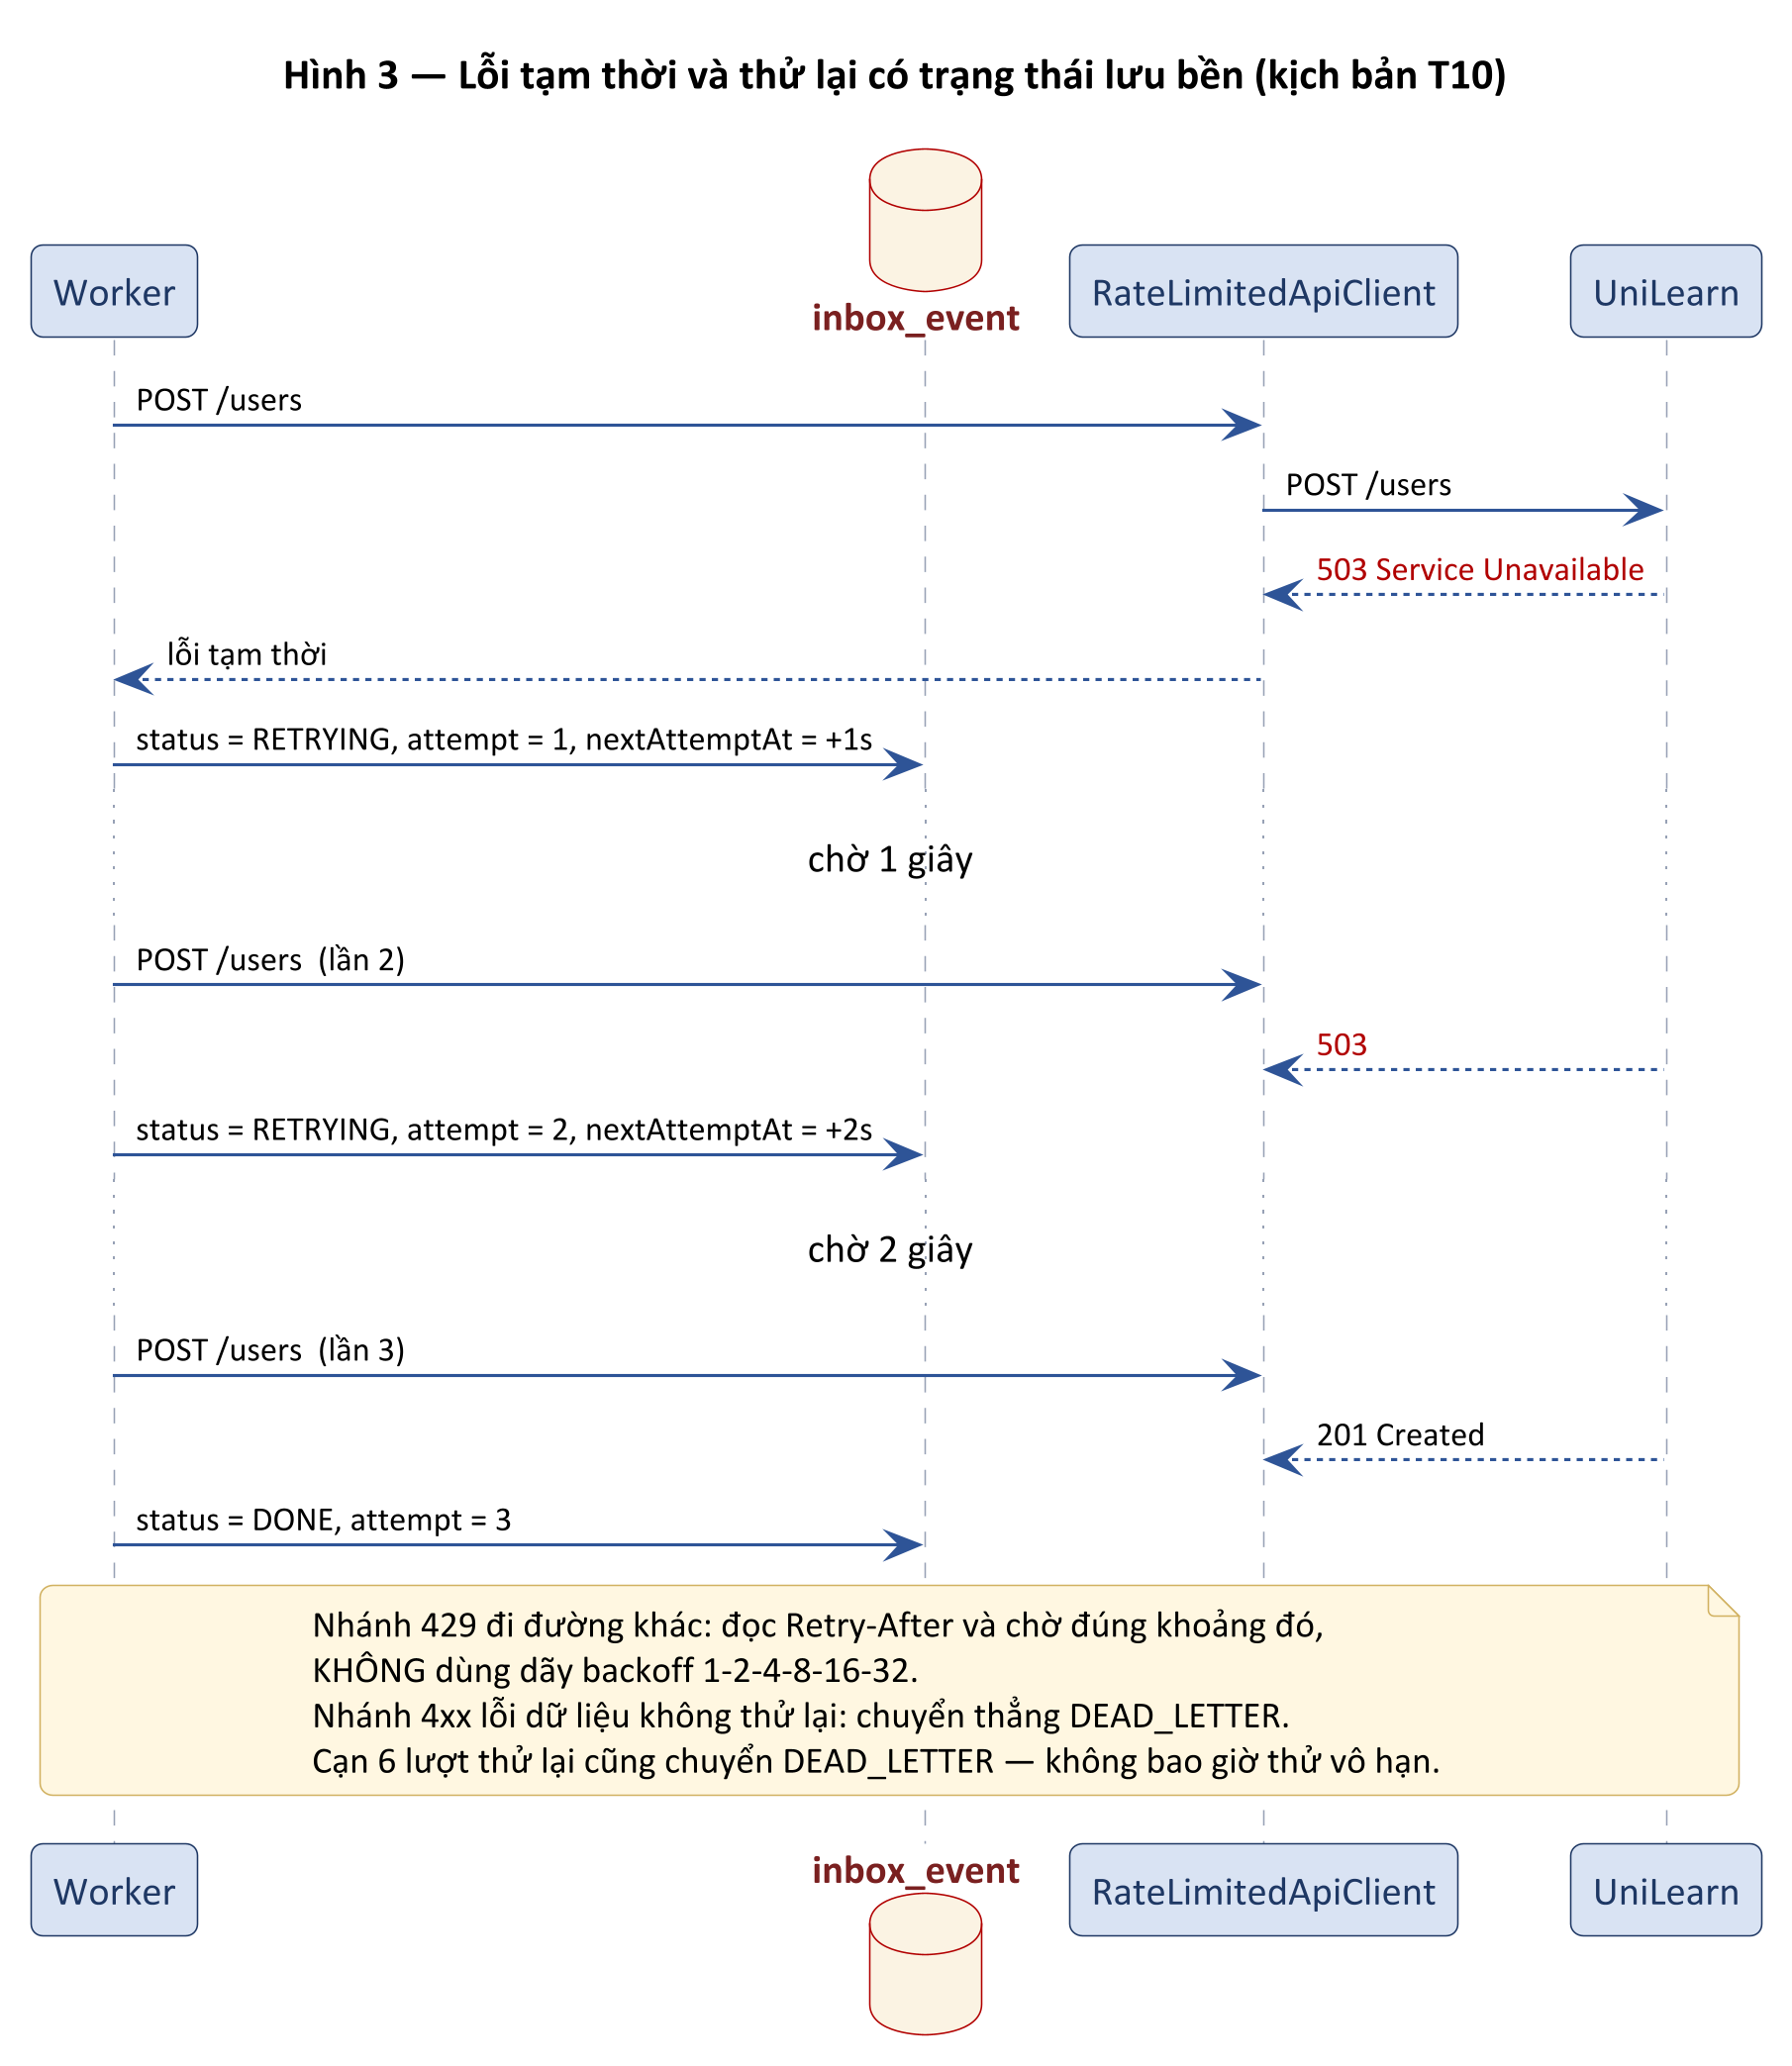 Hình 3 — Lỗi tạm thời và thử lại có trạng thái lưu bền (kịch bản T10)
Worker
inbox_event
RateLimitedApiClient
UniLearn
POST /users
POST /users
503 Service Unavailable
lỗi tạm thời
status = RETRYING, attempt = 1, nextAttemptAt = +1s
chờ 1 giây
POST /users (lần 2)
503
status = RETRYING, attempt = 2, nextAttemptAt = +2s
chờ 2 giây
POST /users (lần 3)
201 Created
status = DONE, attempt = 3
Nhánh 429 đi đường khác: đọc Retry-After và chờ đúng khoảng đó,
KHÔNG dùng dãy backoff 1-2-4-8-16-32.
Nhánh 4xx lỗi dữ liệu không thử lại: chuyển thẳng DEAD_LETTER.
Cạn 6 lượt thử lại cũng chuyển DEAD_LETTER — không bao giờ thử vô hạn.
Worker
inbox_event
RateLimitedApiClient
UniLearn